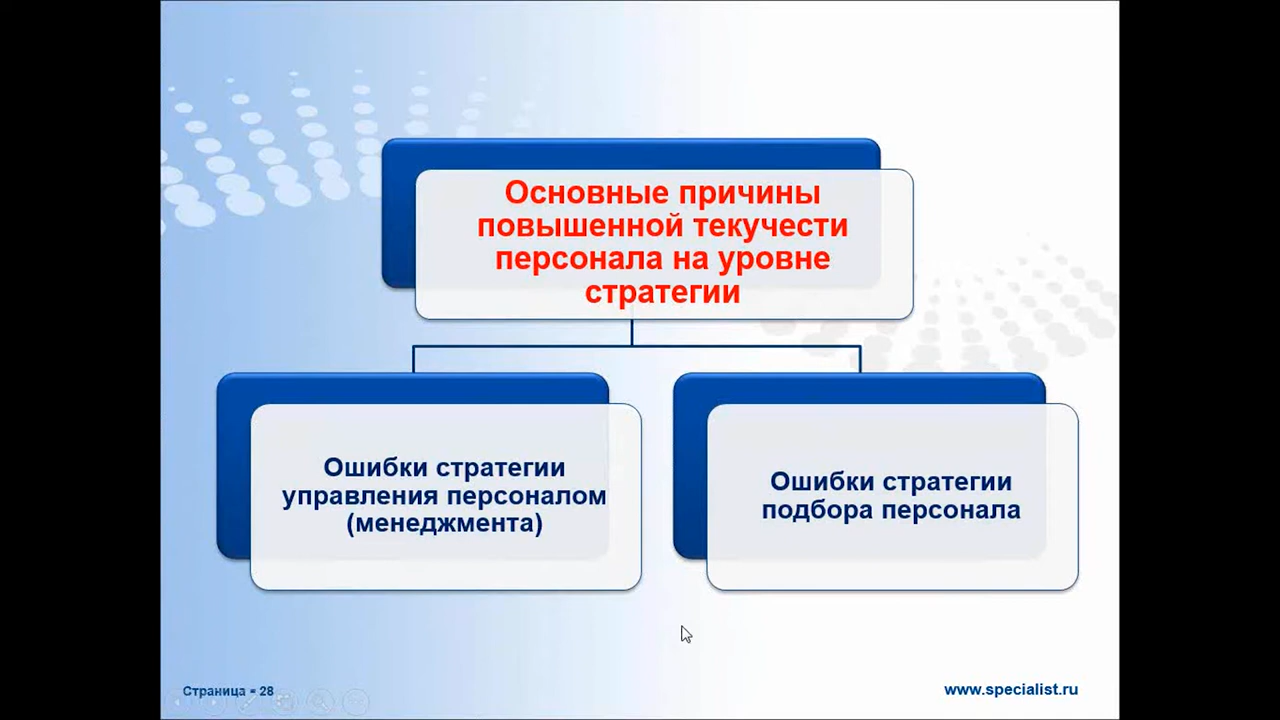 Основные причины
повышенной текучести
персонала на уровне
стратегии
Ошибки стратегии
управления персоналом
(менеджмента)
Ошибки стратегии
подбора персонала
Страница ▪ 28
www.specialist.ru